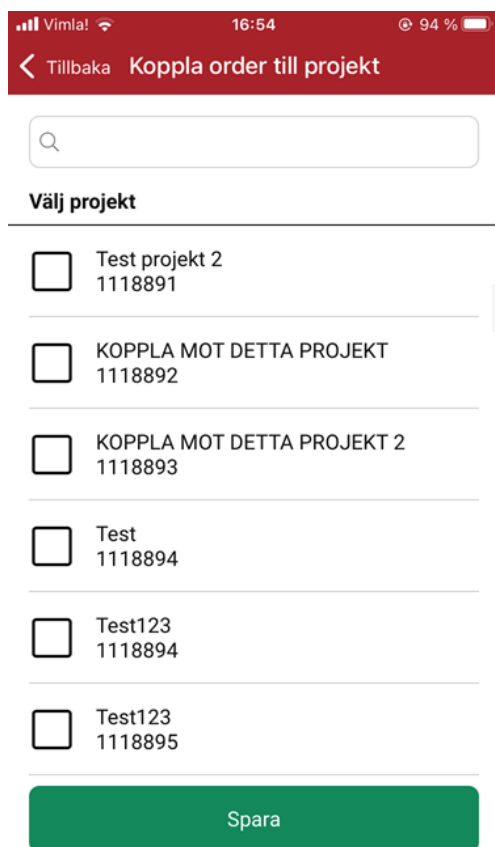 Vimla! 16:54 94 %
Tillbaka Koppla order till projekt
Välj projekt
Test projekt 2
1118891
KOPPLA MOT DETTA PROJEKT
1118892
KOPPLA MOT DETTA PROJEKT 2
1118893
Test
1118894
Test123
1118894
Test123
1118895
Spara